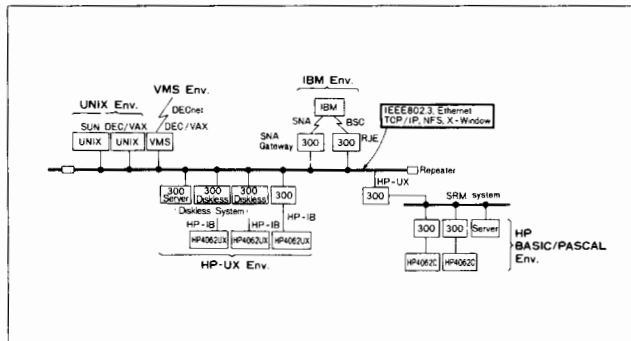 IBM Env.
VMS Env.
UNIX Env.
DECnet
IBM
IEEE802.3, Ethernet
TCP/IP, NFS, X-Window
SNA
BSC
SUN DEC/VAX
DEC/VAX
SNA
Gateway
300
300
RJE
UNIX
UNIX
VMS
Repeater
HP-UX
300
Server
300
Diskless
300
Diskless
300
300
SRM system
Diskless System
HP-IB
HP-IB
HP-IB
300
300
Server
HP
BASIC/PASCAL
Env.
HP4062UX
HP4062UX
HP4062UX
HP4062C
HP4062C
HP-UX Env.